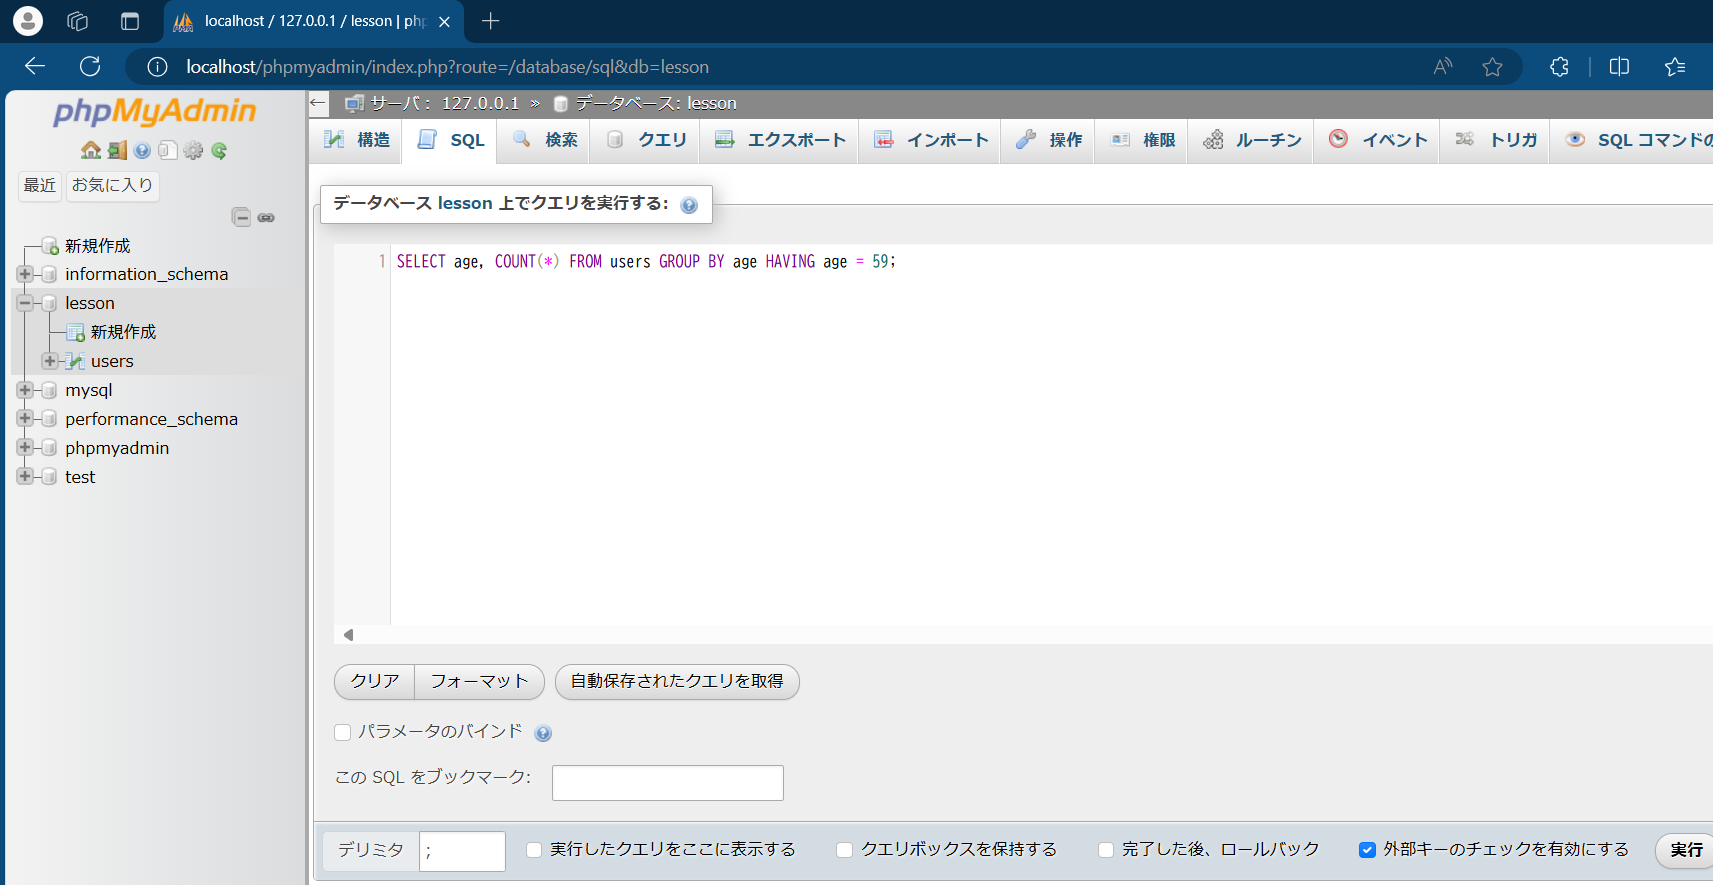 localhost / 127.0.0.1 / lesson | php
localhost/phpmyadmin/index.php?route=/database/sql&db=lesson
phpMyAdmin
最近 お気に入り
新規作成
information_schema
lesson
新規作成
users
mysql
performance_schema
phpmyadmin
test
サーバ: 127.0.0.1 » データベース: lesson
構造 SQL 検索 クエリ エクスポート インポート 操作 権限 ルーチン イベント トリガ SQL コマンドの
データベース lesson 上でクエリを実行する:
1 SELECT age, COUNT(*) FROM users GROUP BY age HAVING age = 59;
クリア フォーマット 自動保存されたクエリを取得
パラメータのバインド
この SQL をブックマーク:
デリミタ ; 実行したクエリをここに表示する クエリボックスを保持する 完了した後、ロールバック 外部キーのチェックを有効にする 実行